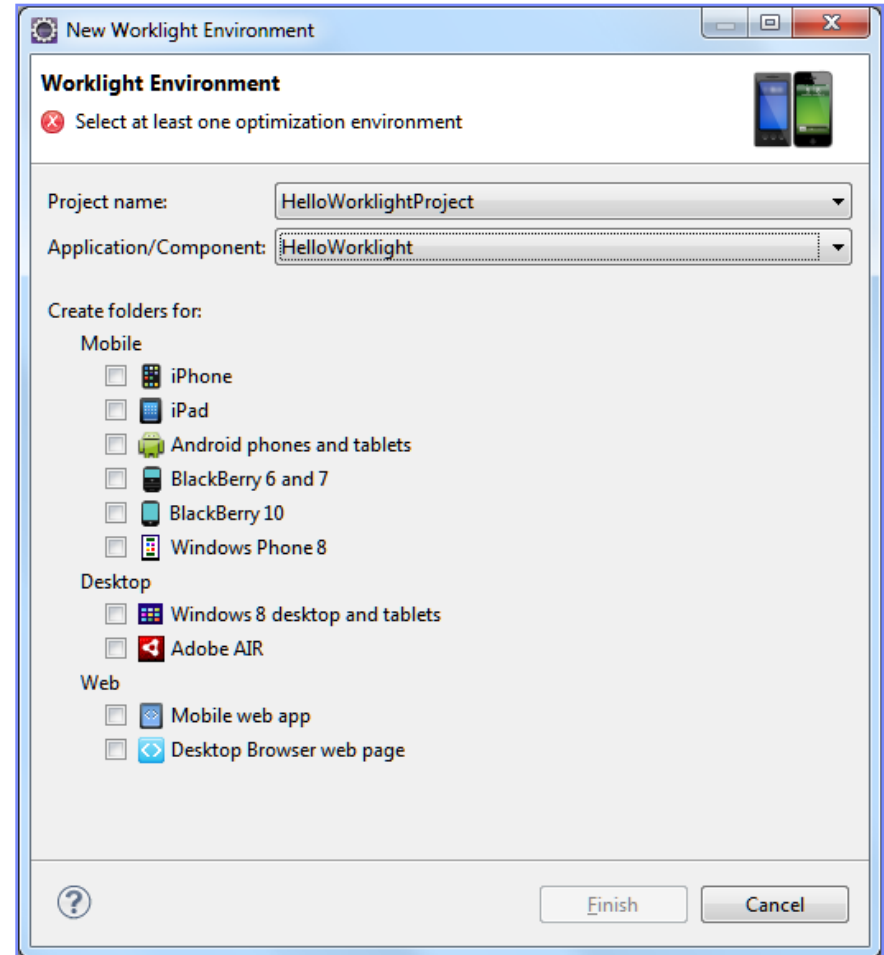 New Worklight Environment
Worklight Environment
Select at least one optimization environment
Project name: HelloWorklightProject
Application/Component: HelloWorklight
Create folders for:
Mobile
iPhone
iPad
Android phones and tablets
BlackBerry 6 and 7
BlackBerry 10
Windows Phone 8
Desktop
Windows 8 desktop and tablets
Adobe AIR
Web
Mobile web app
Desktop Browser web page
Finish Cancel